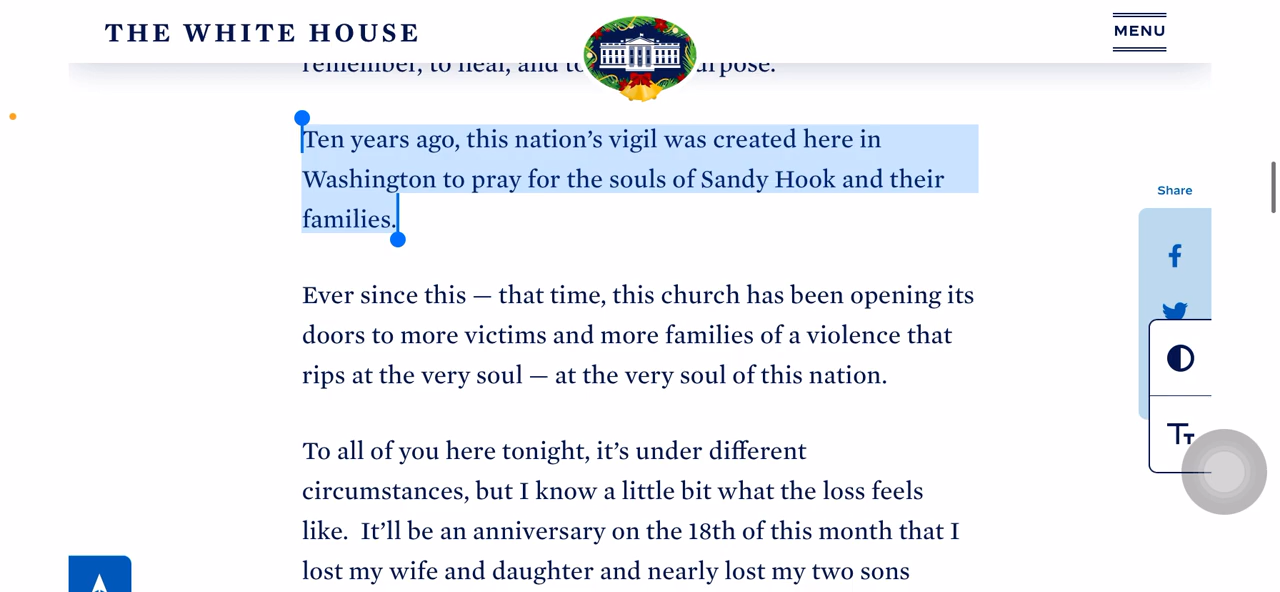 THE WHITE HOUSE
MENU
remember, to heal, and to
Ten years ago, this nation’s vigil was created here in
Washington to pray for the souls of Sandy Hook and their
families.
Share
Ever since this — that time, this church has been opening its
doors to more victims and more families of a violence that
rips at the very soul — at the very soul of this nation.
To all of you here tonight, it’s under different
circumstances, but I know a little bit what the loss feels
like.  It’ll be an anniversary on the 18th of this month that I
lost my wife and daughter and nearly lost my two sons
TT